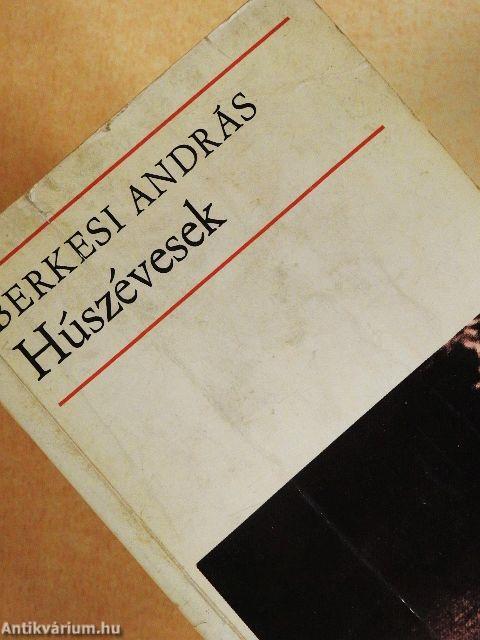 BERKESI ANDRÁS
Húszévesek
Antikvárium.hu